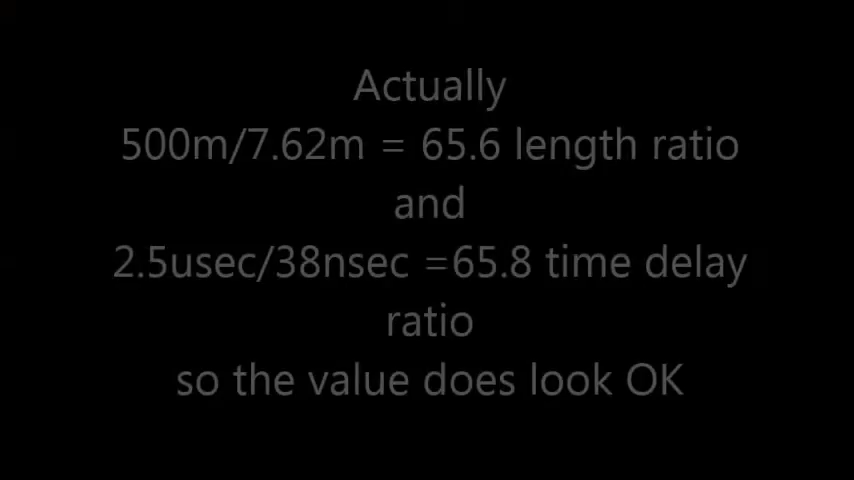 Actually
500m/7.62m = 65.6 length ratio
and
2.5usec/38nsec =65.8 time delay
ratio
so the value does look OK